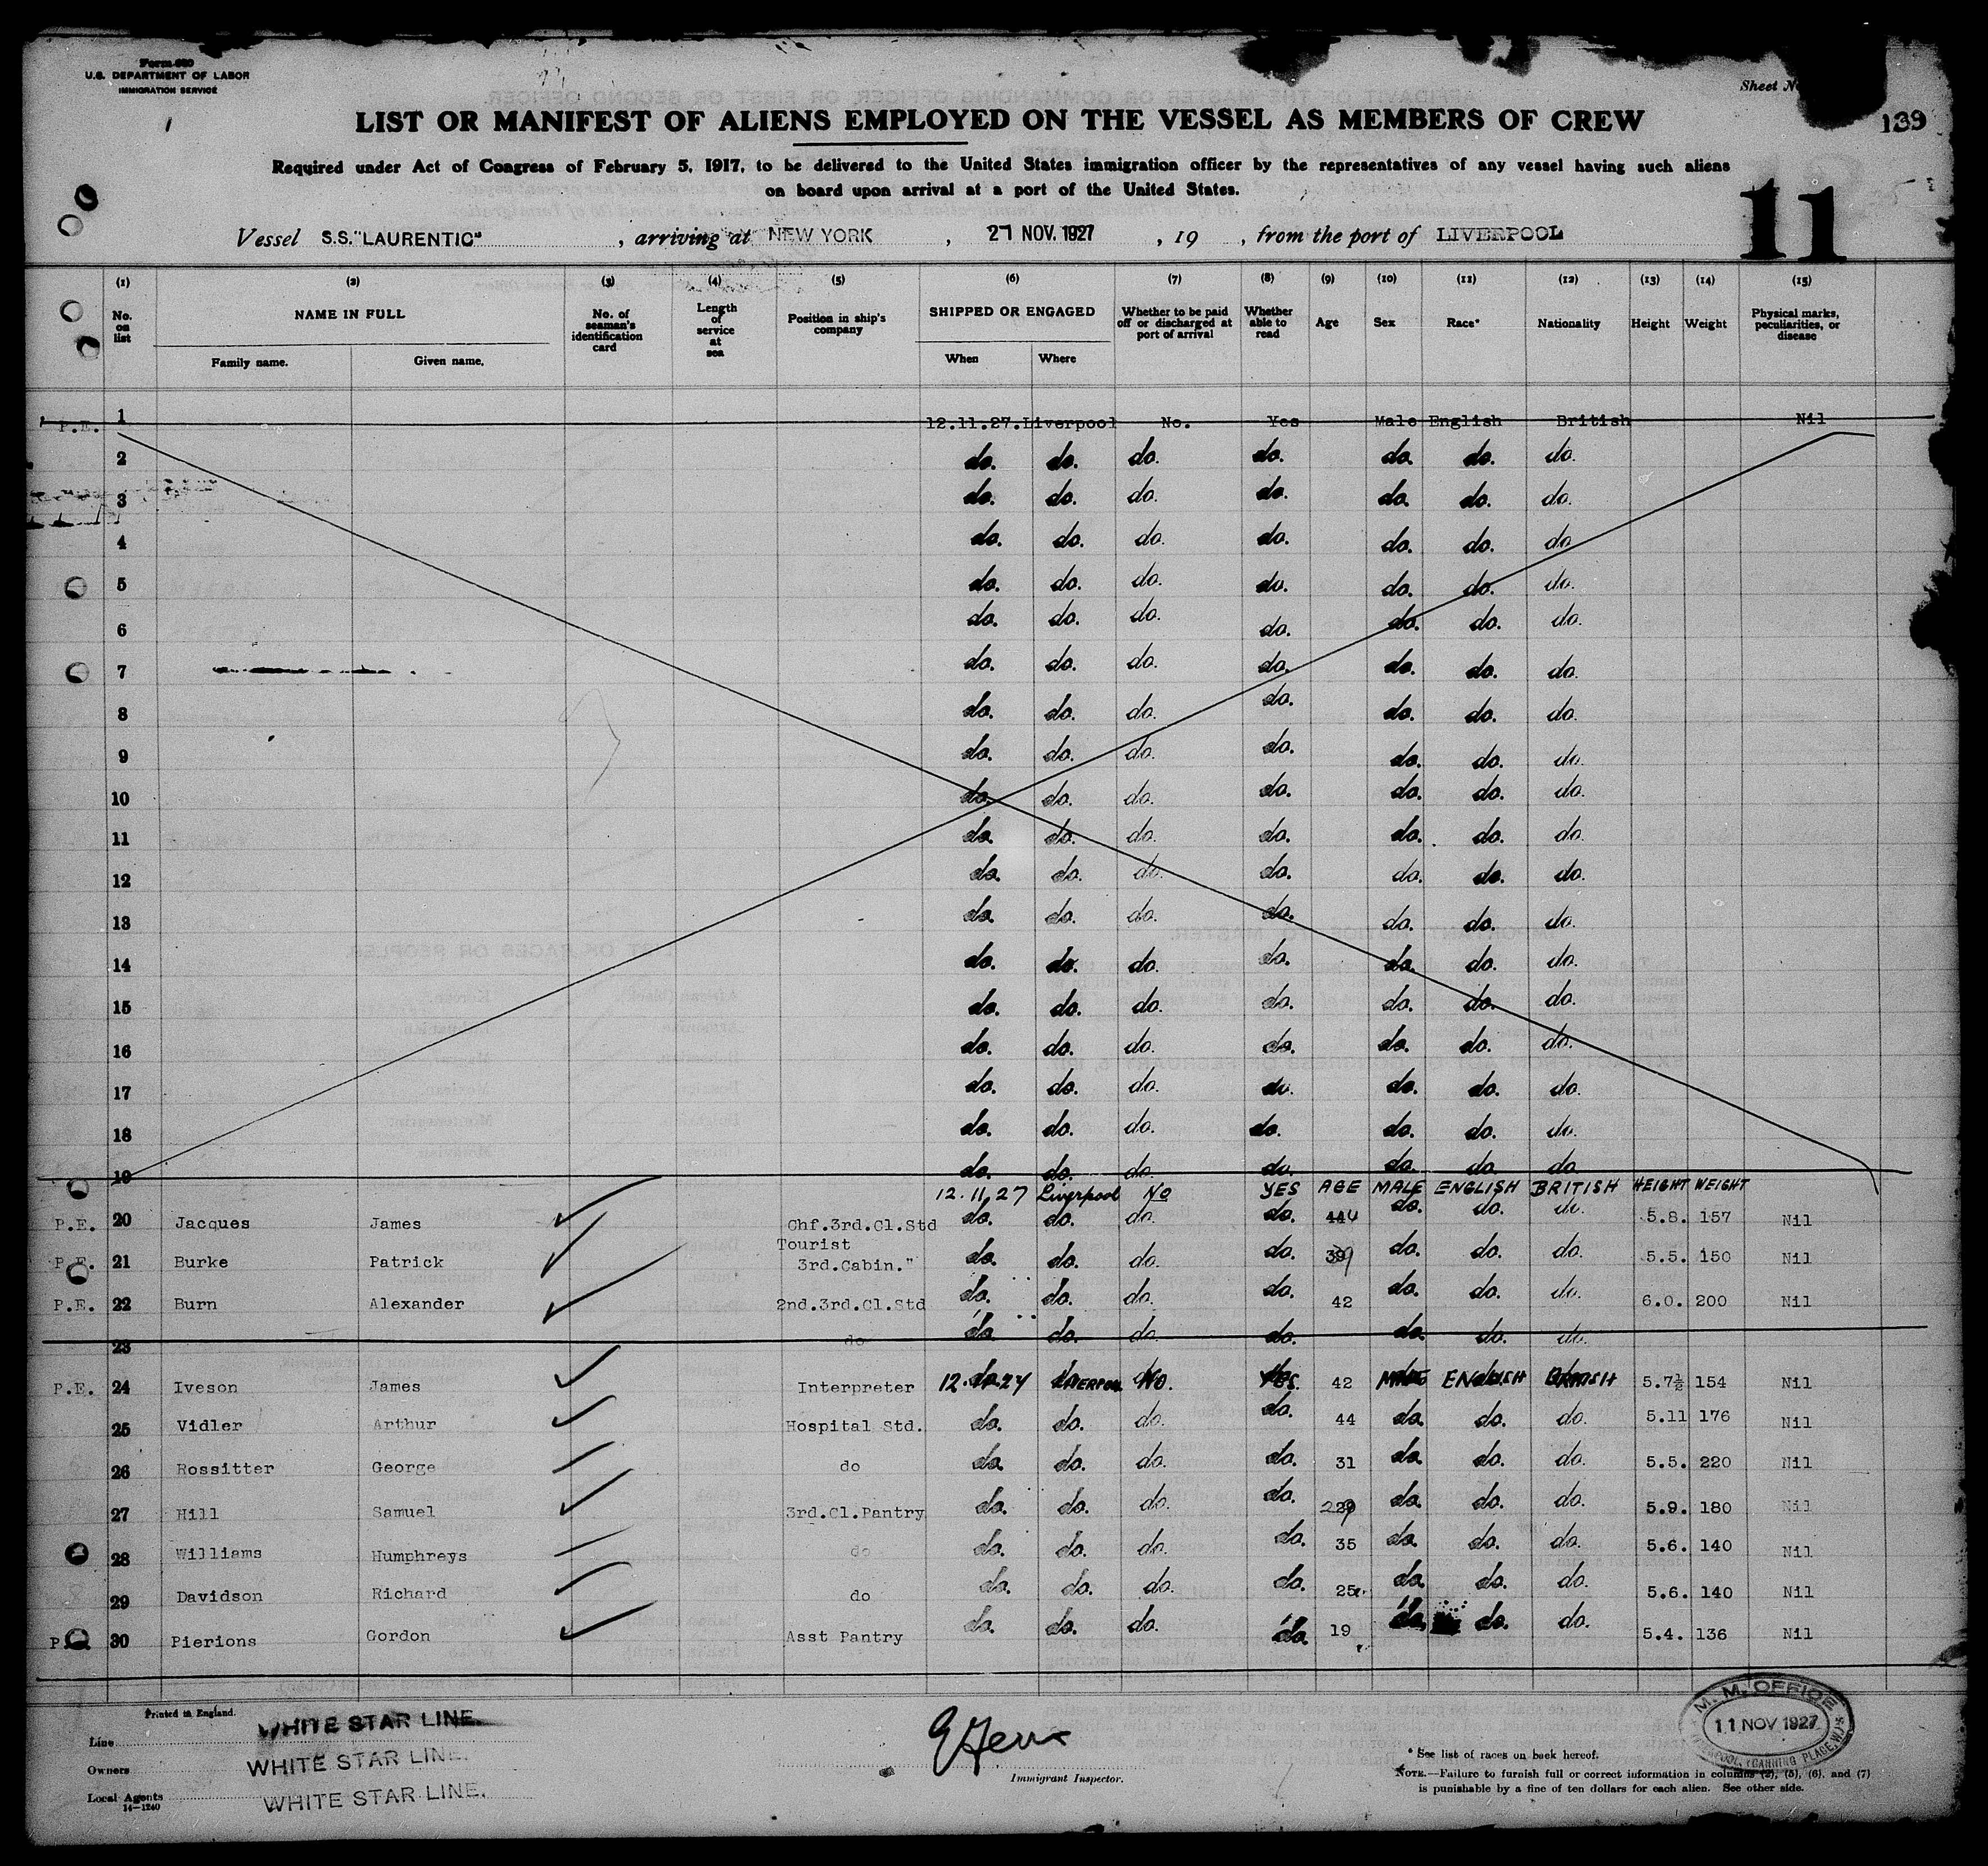 Form 680
U.S. DEPARTMENT OF LABOR
IMMIGRATION SERVICE
Sheet No
139
LIST OR MANIFEST OF ALIENS EMPLOYED ON THE VESSEL AS MEMBERS OF CREW
Required under Act of Congress of February 5, 1917, to be delivered to the United States immigration officer by the representatives of any vessel having such aliens
on board upon arrival at a port of the United States.
11
Vessel S.S."LAURENTIC" , arriving at NEW YORK , 27 NOV. 1927 , 19 , from the port of LIVERPOOL
(1) (2) (3) (4) (5) (6) (7) (8) (9) (10) (11) (12) (13) (14) (15)
No. on list
NAME IN FULL
Family name. Given name.
No. of seaman's identification card
Length of service at sea
Position in ship's company
SHIPPED OR ENGAGED
When Where
Whether to be paid off or discharged at port of arrival
Whether able to read
Age
Sex
Race*
Nationality
Height
Weight
Physical marks, peculiarities, or disease
P.E. 1 12.11.27. Liverpool No. Yes Male English British Nil
2 do. do. do. do. do. do. do.
3 do. do. do. do. do. do. do.
4 do. do. do. do. do. do. do.
5 do. do. do. do. do. do. do.
6 do. do. do. do. do. do. do.
7 do. do. do. do. do. do. do.
8 do. do. do. do. do. do. do.
9 do. do. do. do. do. do. do.
10 do. do. do. do. do. do. do.
11 do. do. do. do. do. do. do.
12 do. do. do. do. do. do. do.
13 do. do. do. do. do. do. do.
14 do. do. do. do. do. do. do.
15 do. do. do. do. do. do. do.
16 do. do. do. do. do. do. do.
17 do. do. do. do. do. do. do.
18 do. do. do. do. do. do. do.
19 do. do. do. do. do. do. do.
12.11.27 Liverpool No YES AGE MALE ENGLISH BRITISH HEIGHT WEIGHT
P.E. 20 Jacques James Chf.3rd.Cl.Std do. do. do. do. do. do. do. 5.8. 157 Nil
Tourist
P.E. 21 Burke Patrick 3rd.Cabin." do. do. do. do. 39 do. do. do. 5.5. 150 Nil
P.E. 22 Burn Alexander 2nd.3rd.Cl.Std do. do. do. do. 42 do. do. do. 6.0. 200 Nil
23 do do. do. do. do. do. do. do.
P.E. 24 Iveson James Interpreter LIVERPOOL No. YES 42 MALE ENGLISH BRITISH 5.7½ 154 Nil
25 Vidler Arthur Hospital Std. do. do. do. do. 44 do. do. do. 5.11 176 Nil
26 Rossitter George do do. do. do. do. 31 do. do. do. 5.5. 220 Nil
27 Hill Samuel 3rd.Cl.Pantry do. do. do. do. do. do. do. 5.9. 180 Nil
28 Williams Humphreys do do. do. do. do. 35 do. do. do. 5.6. 140 Nil
29 Davidson Richard do do. do. do. do. 25 do. do. do. 5.6. 140 Nil
30 Pierions Gordon Asst Pantry do. do. do. do. 19 do. do. do. 5.4. 136 Nil
Printed in England.
Line WHITE STAR LINE.
Owners WHITE STAR LINE.
Local Agents WHITE STAR LINE.
14—1240
Immigrant Inspector.
M. M. OFFICE
11 NOV 1927
LIVERPOOL, CANNING PLACE
* See list of races on back hereof.
NOTE.—Failure to furnish full or correct information in columns (2), (5), (6), and (7)
is punishable by a fine of ten dollars for each alien. See other side.